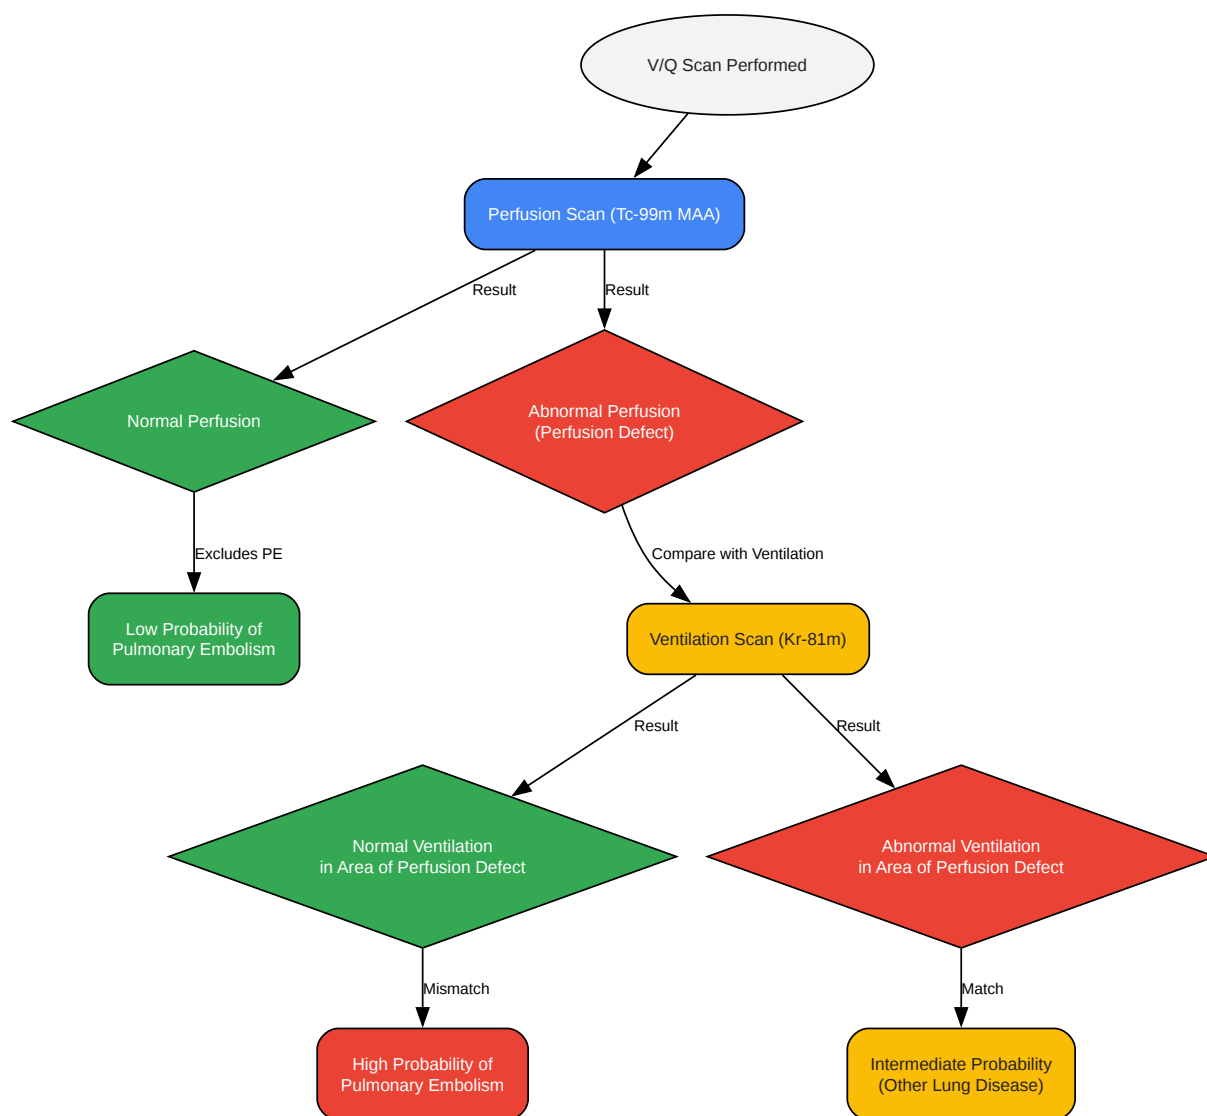 V/Q Scan Performed
Perfusion Scan (Tc-99m MAA)
Result
Result
Normal Perfusion
Abnormal Perfusion
(Perfusion Defect)
Excludes PE
Compare with Ventilation
Low Probability of
Pulmonary Embolism
Ventilation Scan (Kr-81m)
Result
Result
Normal Ventilation
in Area of Perfusion Defect
Abnormal Ventilation
in Area of Perfusion Defect
Mismatch
Match
High Probability of
Pulmonary Embolism
Intermediate Probability
(Other Lung Disease)